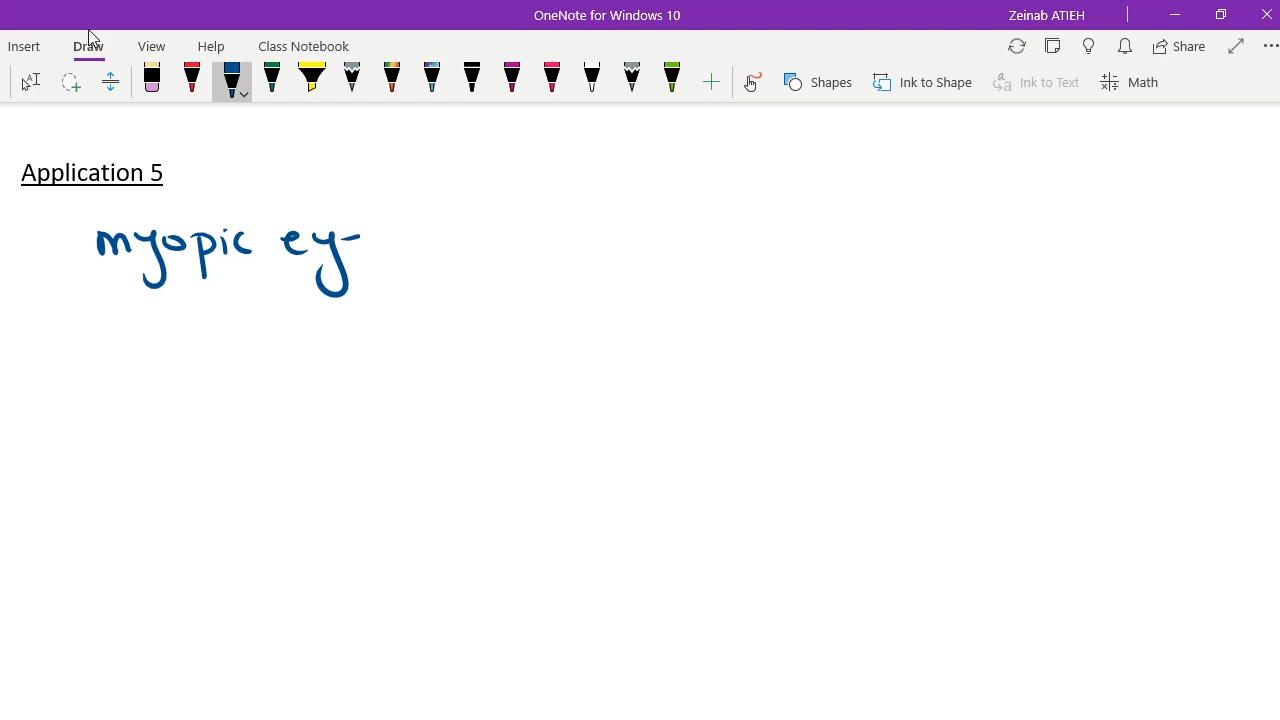 OneNote for Windows 10
Zeinab ATIEH
Insert Draw View Help Class Notebook Share
Shapes Ink to Shape Ink to Text Math
Application 5
myopic ey-